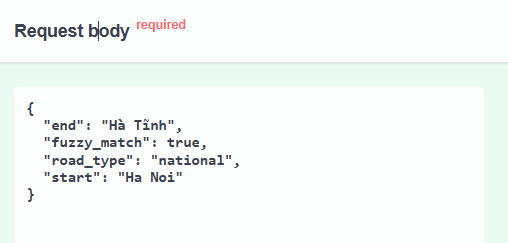 Request body required
{
  "end": "Hà Tĩnh",
  "fuzzy_match": true,
  "road_type": "national",
  "start": "Ha Noi"
}